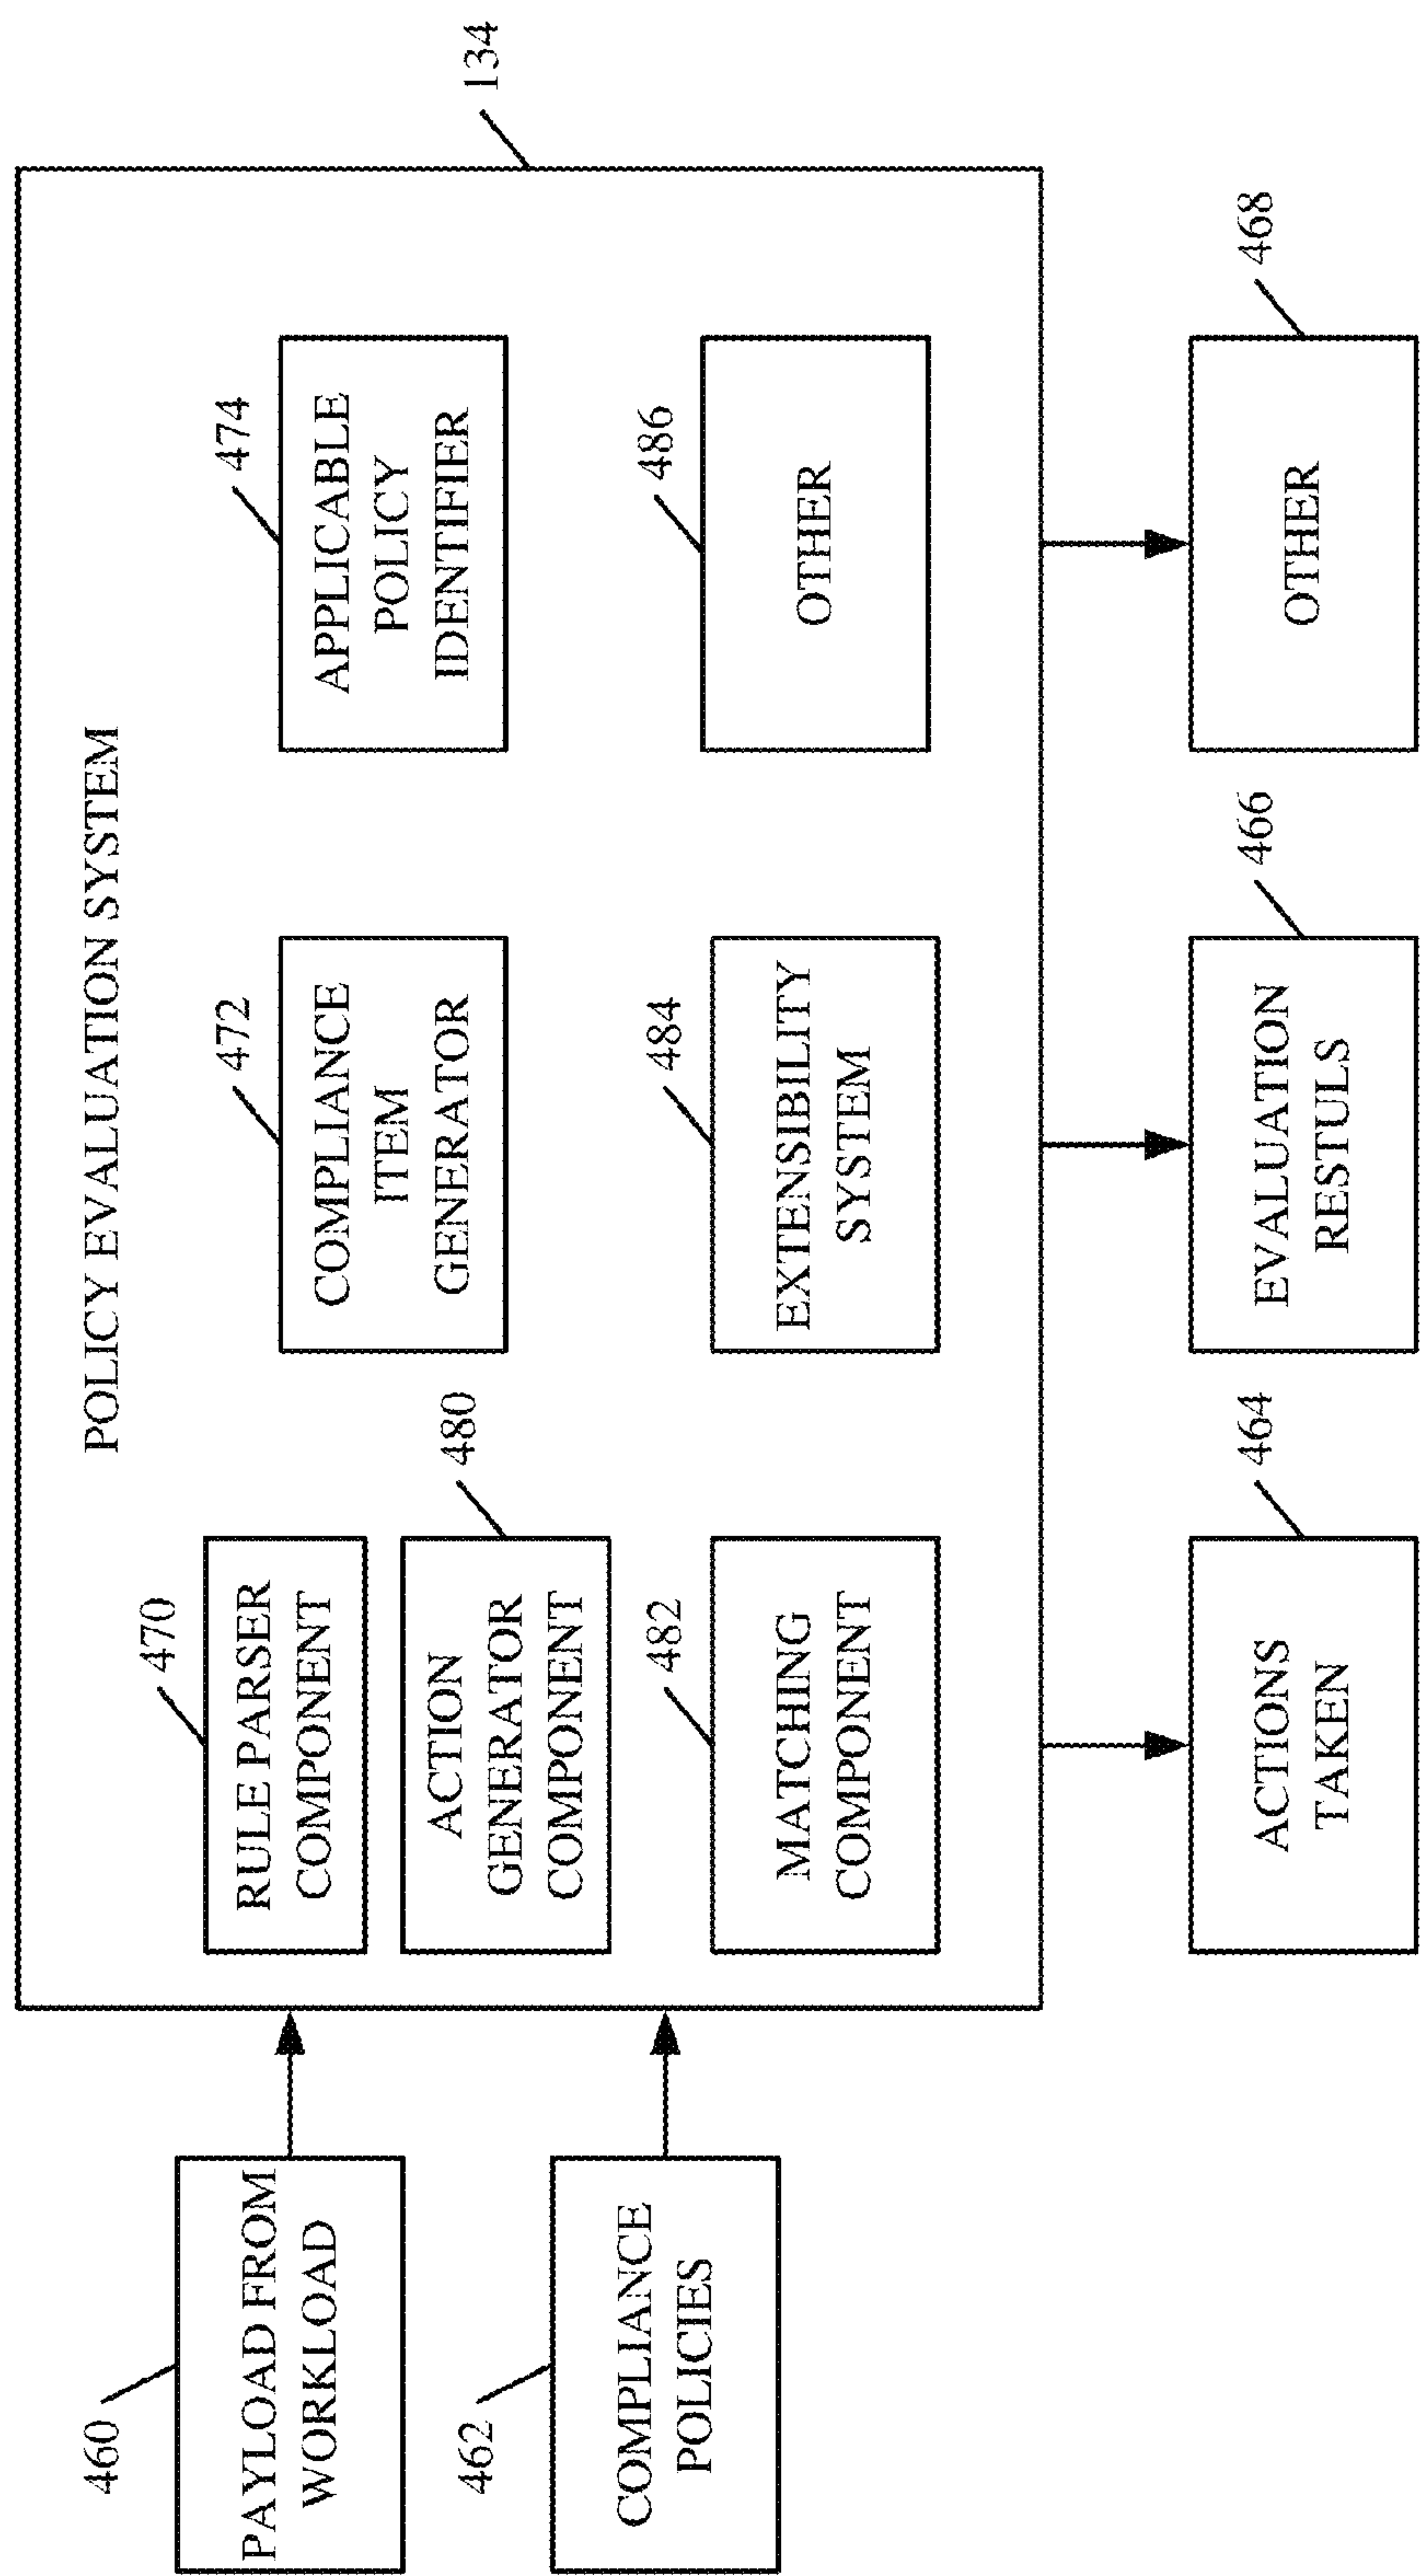 POLICY EVALUATION SYSTEM
134
460
PAYLOAD FROM
WORKLOAD
462
COMPLIANCE
POLICIES
470
RULE PARSER
COMPONENT
472
COMPLIANCE
ITEM
GENERATOR
474
APPLICABLE
POLICY
IDENTIFIER
480
ACTION
GENERATOR
COMPONENT
482
MATCHING
COMPONENT
484
EXTENSIBILITY
SYSTEM
486
OTHER
464
ACTIONS
TAKEN
466
EVALUATION
RESTULS
468
OTHER